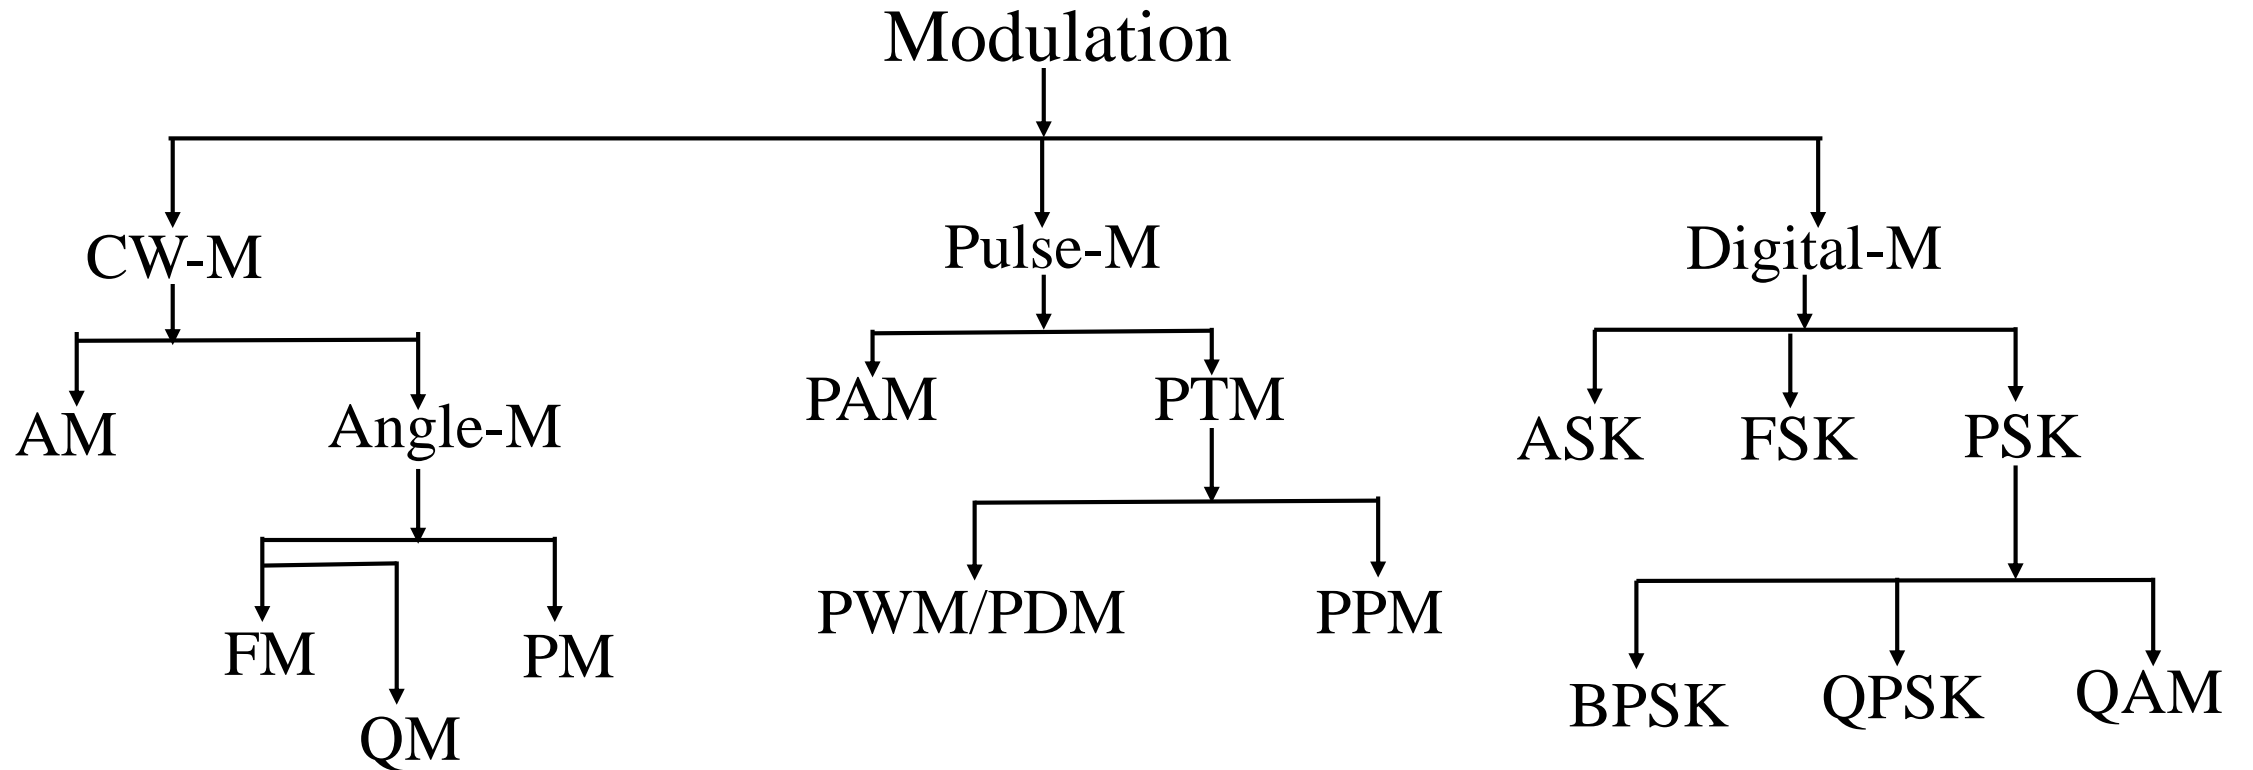 Modulation
CW-M
Pulse-M
Digital-M
AM
Angle-M
PAM
PTM
ASK
FSK
PSK
FM
QM
PM
PWM/PDM
PPM
BPSK
QPSK
QAM